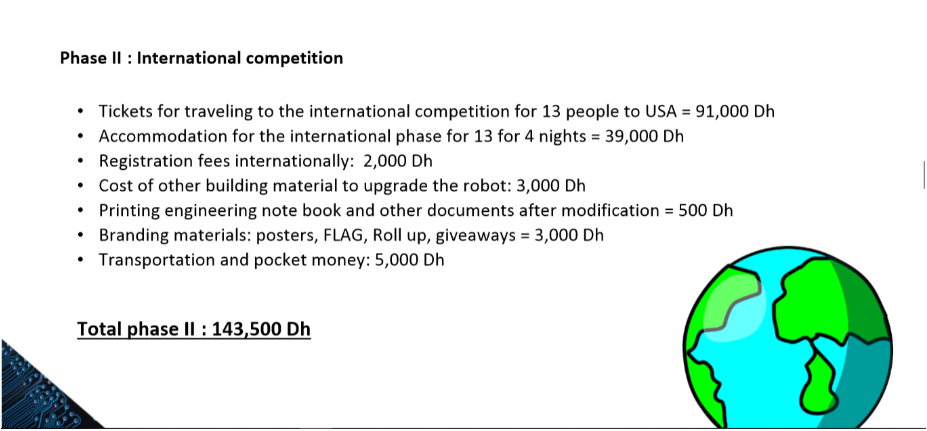 Phase II : International competition
• Tickets for traveling to the international competition for 13 people to USA = 91,000 Dh
• Accommodation for the international phase for 13 for 4 nights = 39,000 Dh
• Registration fees internationally: 2,000 Dh
• Cost of other building material to upgrade the robot: 3,000 Dh
• Printing engineering note book and other documents after modification = 500 Dh
• Branding materials: posters, FLAG, Roll up, giveaways = 3,000 Dh
• Transportation and pocket money: 5,000 Dh
Total phase II : 143,500 Dh